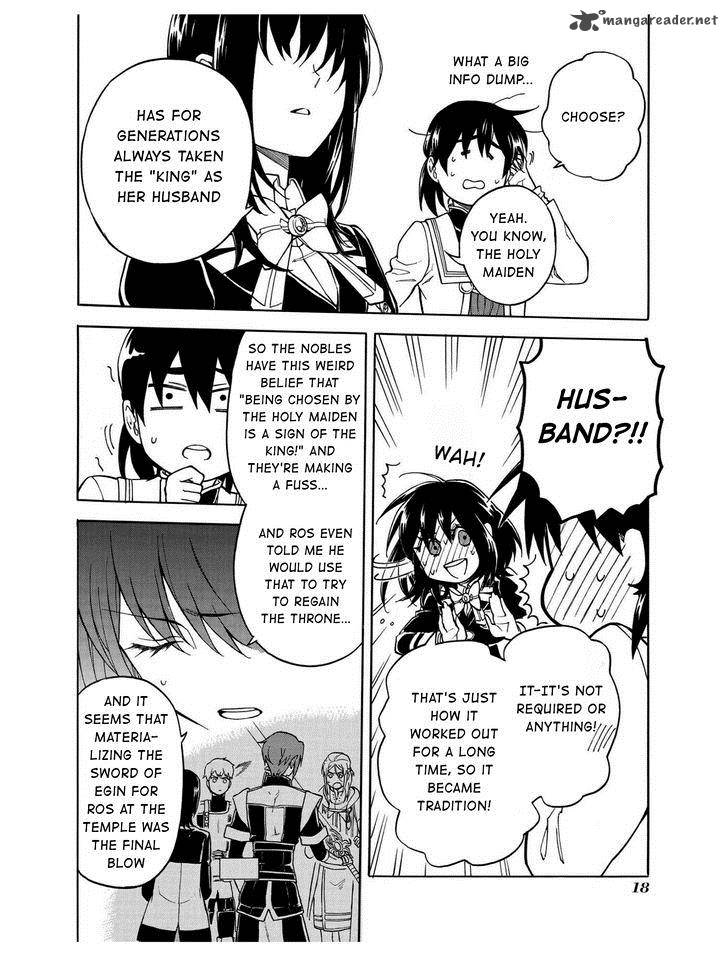 mangareader.net
CHOOSE?
WHAT A BIG
INFO DUMP...
YEAH.
YOU KNOW,
THE HOLY
MAIDEN
HAS FOR
GENERATIONS
ALWAYS TAKEN
THE "KING" AS
HER HUSBAND
HUS-
BAND?!!
WAH!
IT-IT'S NOT
REQUIRED OR
ANYTHING!
THAT'S JUST
HOW IT
WORKED OUT
FOR A LONG
TIME, SO IT
BECAME
TRADITION!
SO THE NOBLES
HAVE THIS WEIRD
BELIEF THAT
"BEING CHOSEN BY
THE HOLY MAIDEN
IS A SIGN OF THE
KING!" AND
THEY'RE MAKING
A FUSS...
AND ROS EVEN
TOLD ME HE
WOULD USE
THAT TO TRY
TO REGAIN
THE THRONE...
AND IT
SEEMS THAT
MATERIA-
LIZING THE
SWORD OF
EGIN FOR
ROS AT THE
TEMPLE WAS
THE FINAL
BLOW
18